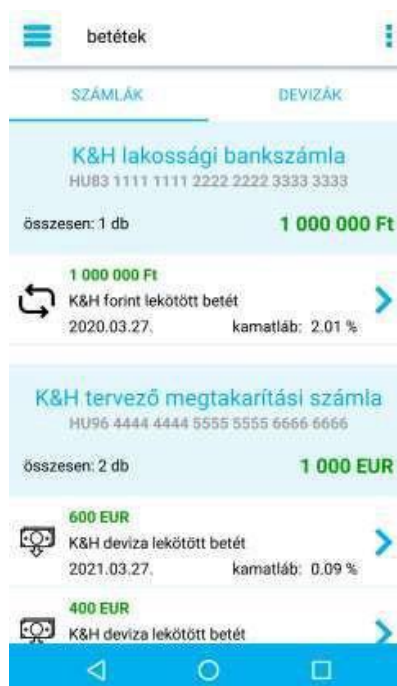 betétek
SZÁMLÁK DEVIZÁK
K&H lakossági bankszámla
HU83 1111 1111 2222 2222 3333 3333
összesen: 1 db 1 000 000 Ft
1 000 000 Ft
K&H forint lekötött betét
2020.03.27. kamatláb: 2.01 %
K&H tervező megtakarítási számla
HU96 4444 4444 5555 5555 6666 6666
összesen: 2 db 1 000 EUR
600 EUR
K&H deviza lekötött betét
2021.03.27. kamatláb: 0.09 %
400 EUR
K&H deviza lekötött betét